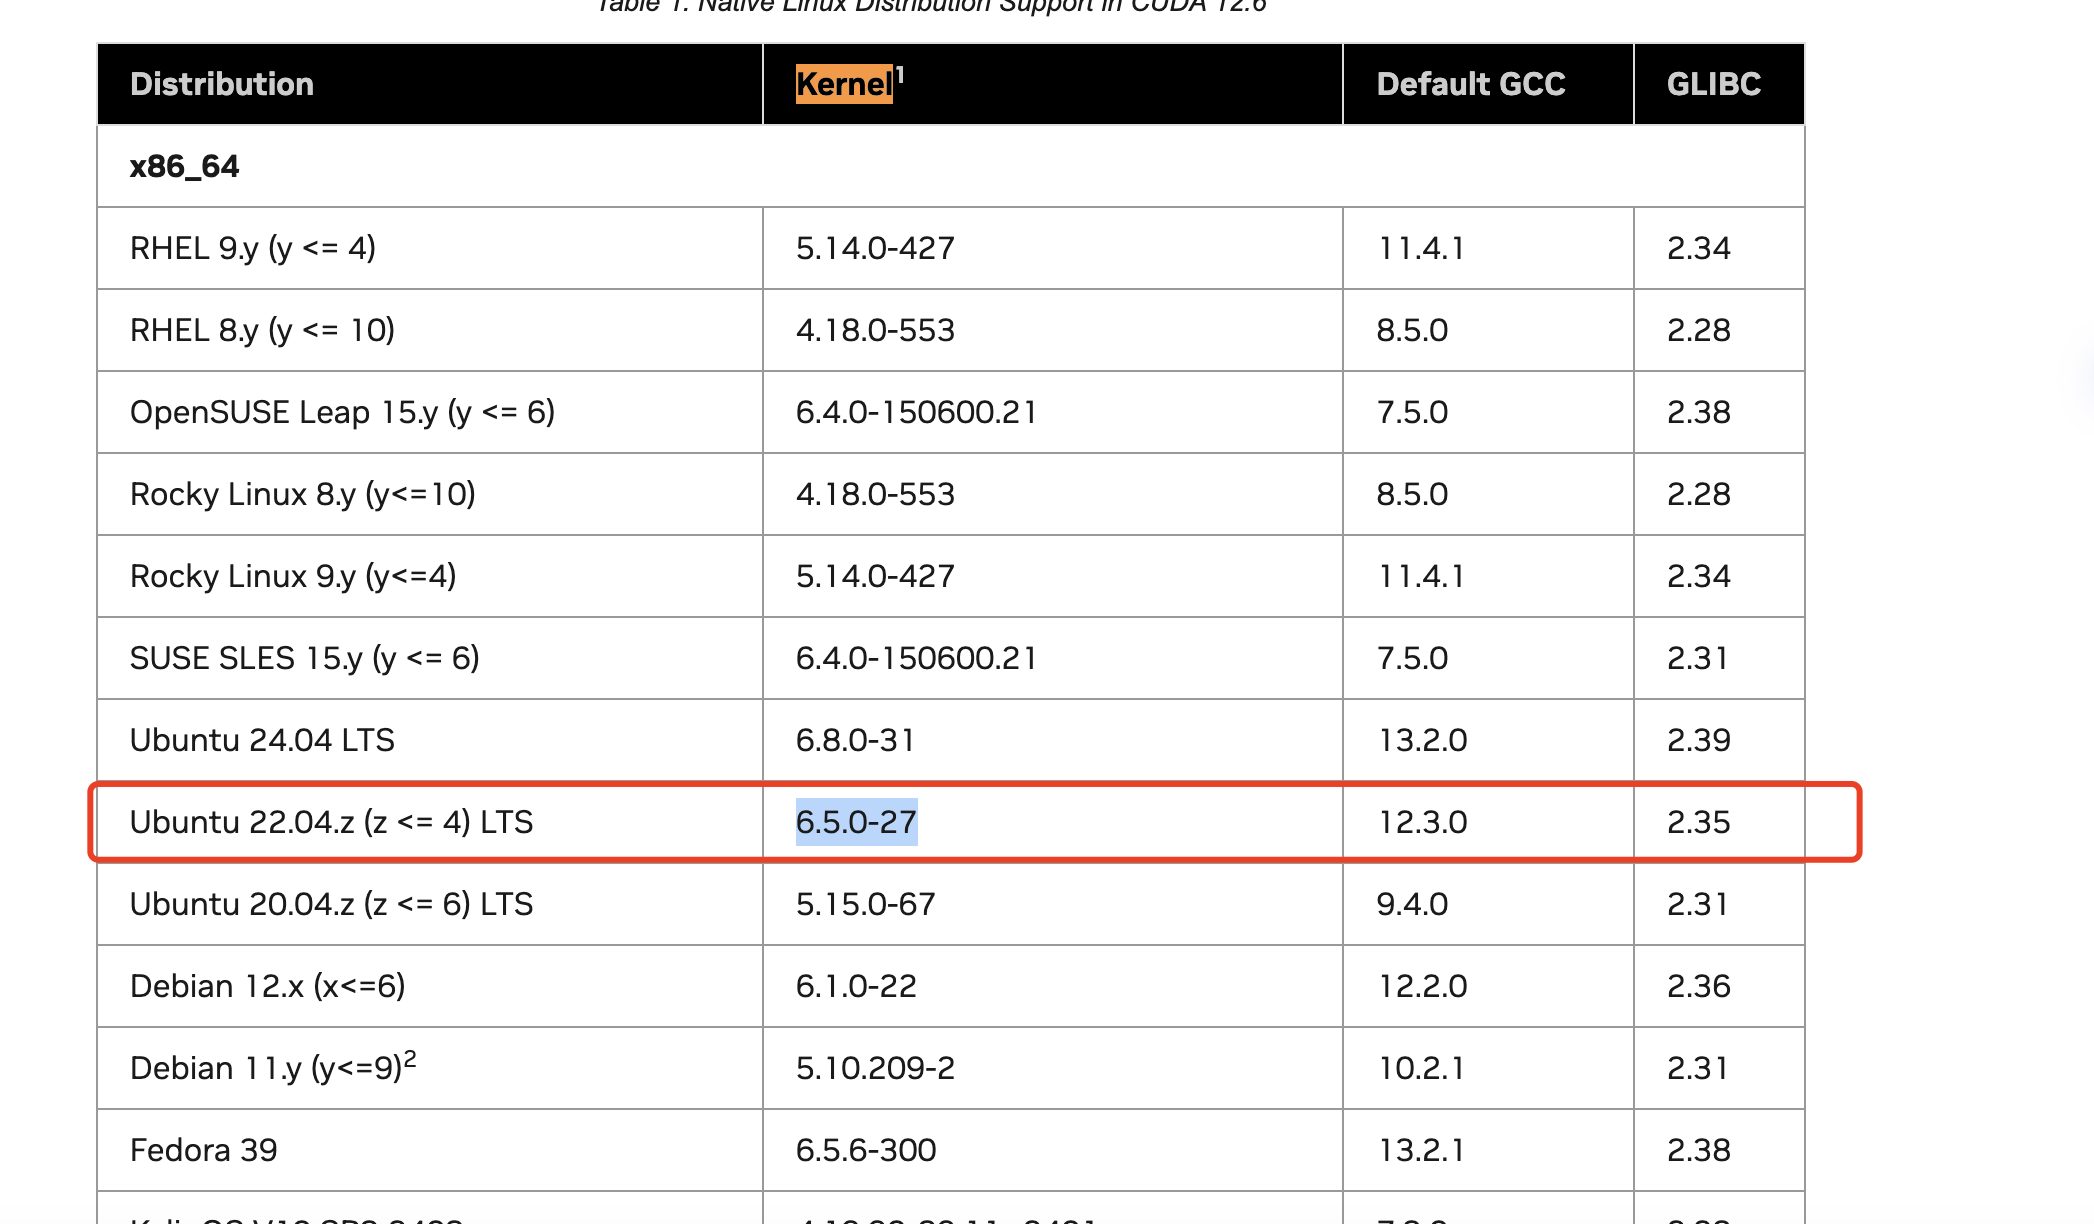 Table 1. Native Linux Distribution Support in CUDA 12.6
Distribution Kernel1 Default GCC GLIBC
x86_64
RHEL 9.y (y <= 4) 5.14.0-427 11.4.1 2.34
RHEL 8.y (y <= 10) 4.18.0-553 8.5.0 2.28
OpenSUSE Leap 15.y (y <= 6) 6.4.0-150600.21 7.5.0 2.38
Rocky Linux 8.y (y<=10) 4.18.0-553 8.5.0 2.28
Rocky Linux 9.y (y<=4) 5.14.0-427 11.4.1 2.34
SUSE SLES 15.y (y <= 6) 6.4.0-150600.21 7.5.0 2.31
Ubuntu 24.04 LTS 6.8.0-31 13.2.0 2.39
Ubuntu 22.04.z (z <= 4) LTS 6.5.0-27 12.3.0 2.35
Ubuntu 20.04.z (z <= 6) LTS 5.15.0-67 9.4.0 2.31
Debian 12.x (x<=6) 6.1.0-22 12.2.0 2.36
Debian 11.y (y<=9)2 5.10.209-2 10.2.1 2.31
Fedora 39 6.5.6-300 13.2.1 2.38